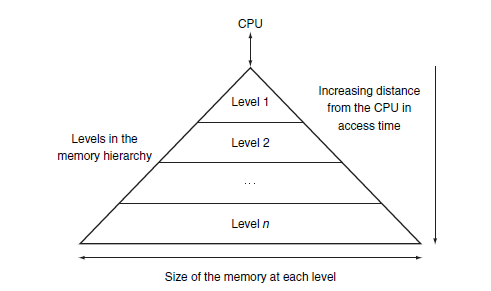 CPU
Level 1
Increasing distance
from the CPU in
access time
Levels in the
memory hierarchy
Level 2
...
Level n
Size of the memory at each level